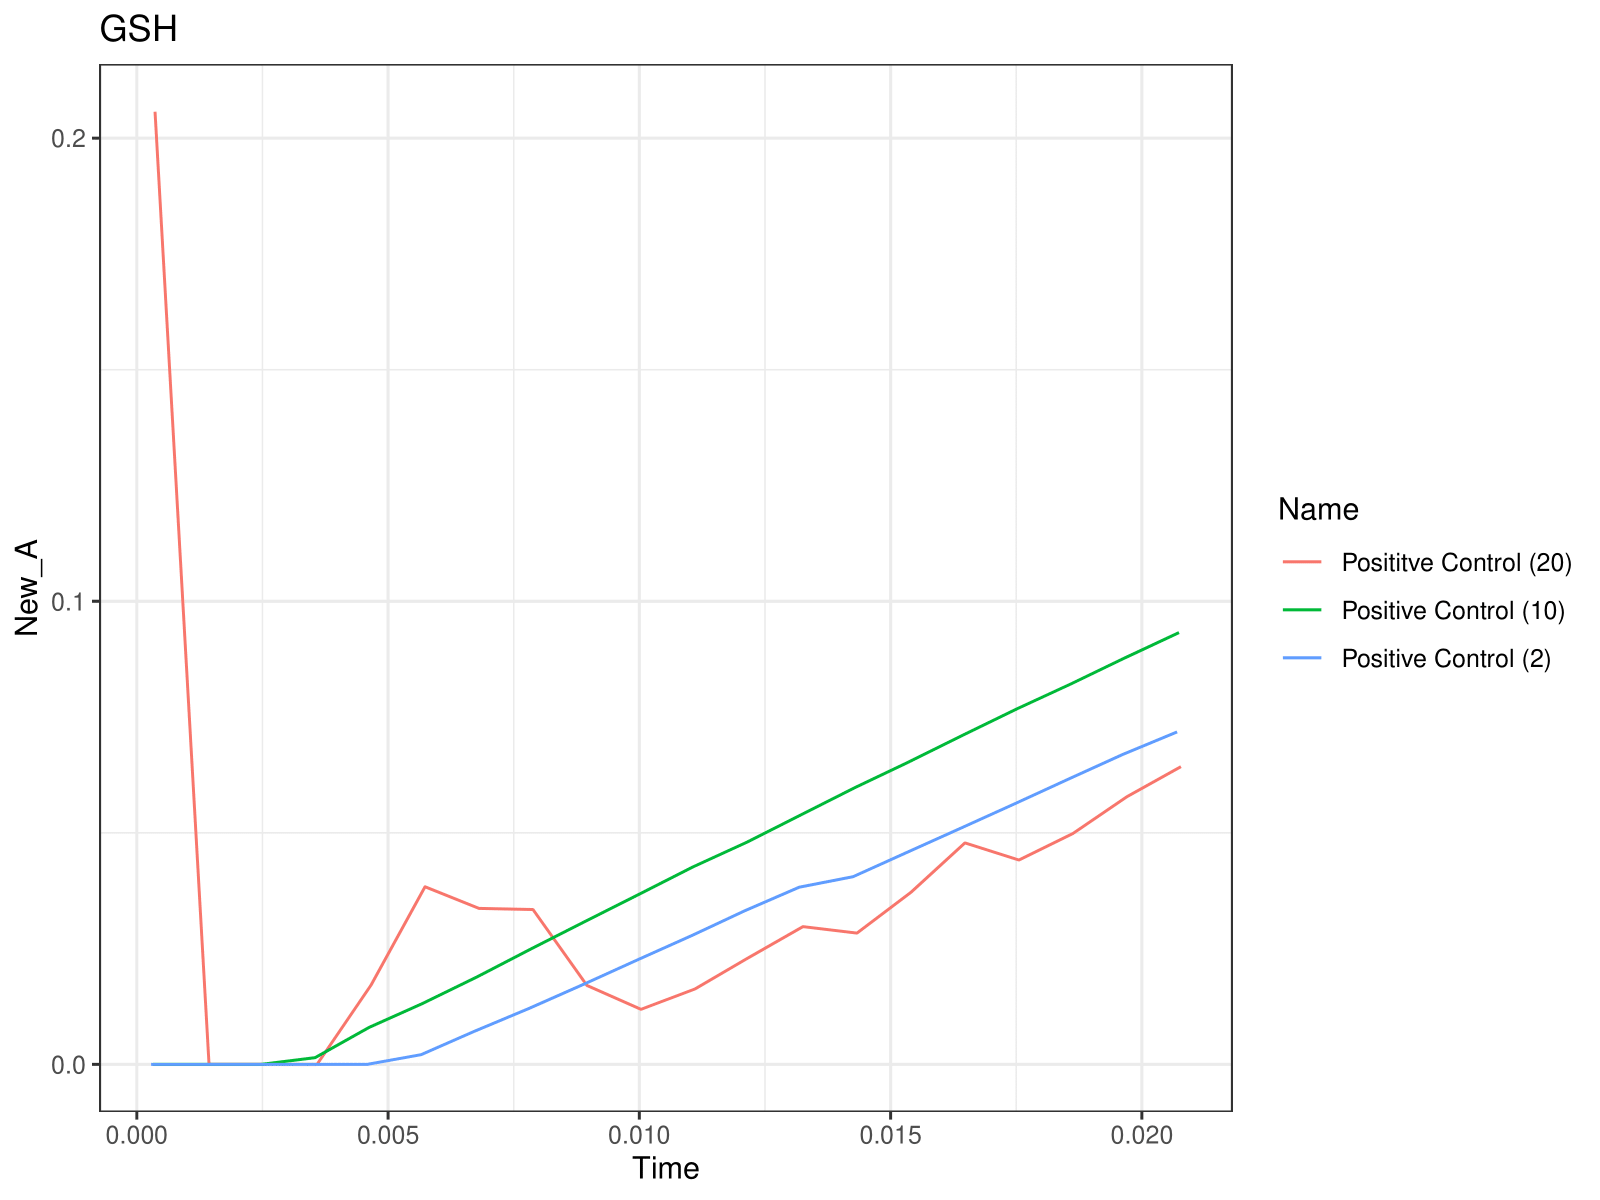 GSH
0.2
0.1
0.0
New_A
0.000
0.005
0.010
0.015
0.020
Time
Name
Posititve Control (20)
Positive Control (10)
Positive Control (2)